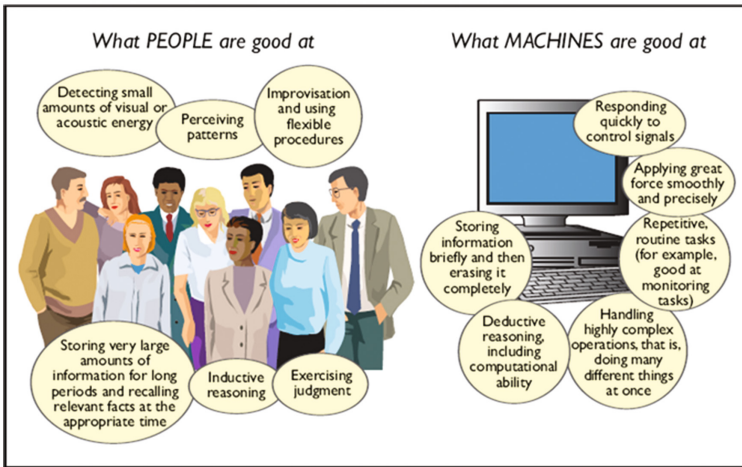 What PEOPLE are good at
Detecting small
amounts of visual or
acoustic energy
Perceiving
patterns
Improvisation
and using
flexible
procedures
Storing very large
amounts of
information for long
periods and recalling
relevant facts at the
appropriate time
Inductive
reasoning
Exercising
judgment
What MACHINES are good at
Responding
quickly to
control signals
Applying great
force smoothly
and precisely
Repetitive,
routine tasks
(for example,
good at
monitoring
tasks)
Storing
information
briefly and then
erasing it
completely
Deductive
reasoning,
including
computational
ability
Handling
highly complex
operations, that is,
doing many
different things
at once